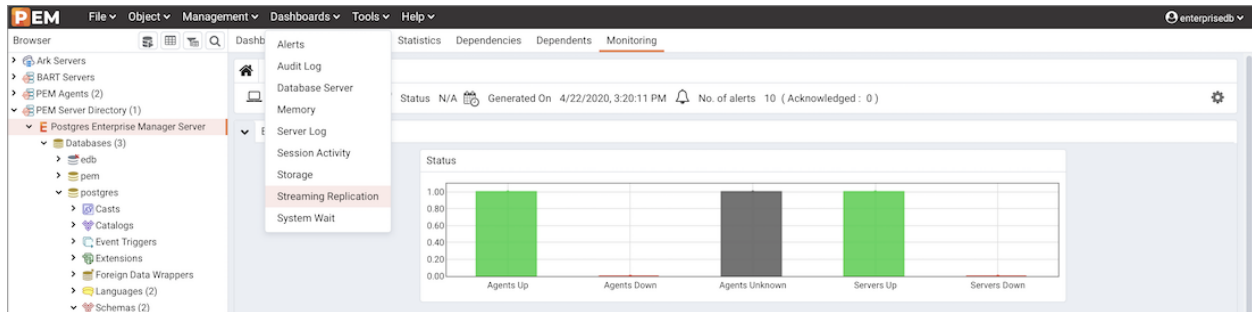 PEM File Object Management Dashboards Tools Help enterprisedb
Browser
Dashb
Statistics Dependencies Dependents Monitoring
Alerts
Audit Log
Database Server
Memory
Server Log
Session Activity
Storage
Streaming Replication
System Wait
Ark Servers
BART Servers
PEM Agents (2)
PEM Server Directory (1)
Postgres Enterprise Manager Server
Databases (3)
edb
pem
postgres
Casts
Catalogs
Event Triggers
Extensions
Foreign Data Wrappers
Languages (2)
Schemas (2)
Status N/A Generated On 4/22/2020, 3:20:11 PM No. of alerts 10 (Acknowledged: 0)
Status
1.00
0.80
0.60
0.40
0.20
0.00
Agents Up Agents Down Agents Unknown Servers Up Servers Down